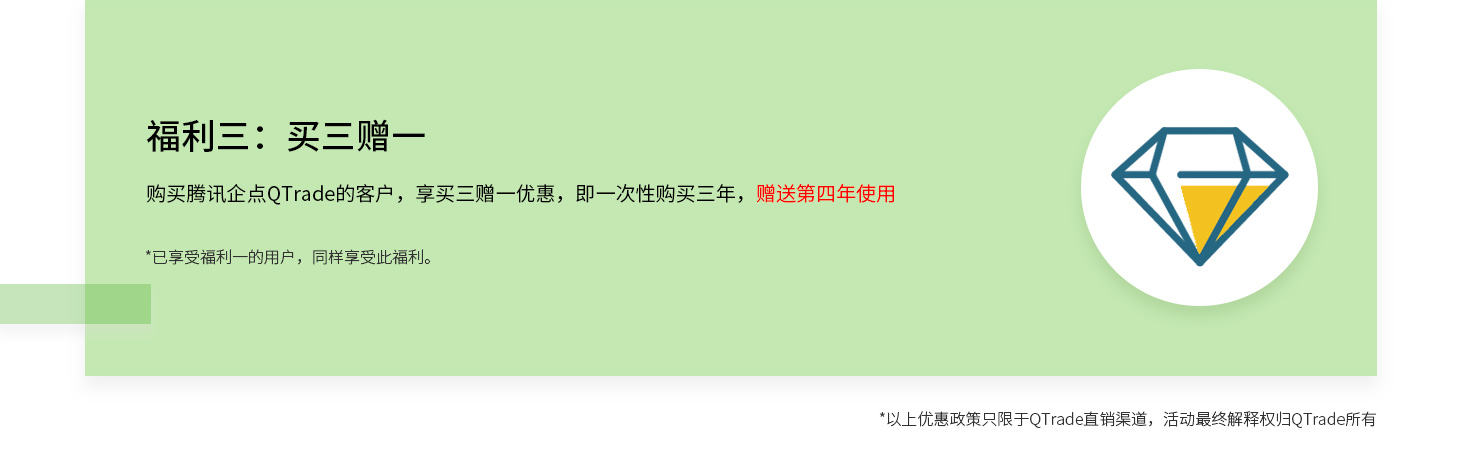 福利三：买三赠一
购买腾讯企点QTrade的客户，享买三赠一优惠，即一次性购买三年，赠送第四年使用
*已享受福利一的用户，同样享受此福利。
*以上优惠政策只限于QTrade直销渠道，活动最终解释权归QTrade所有